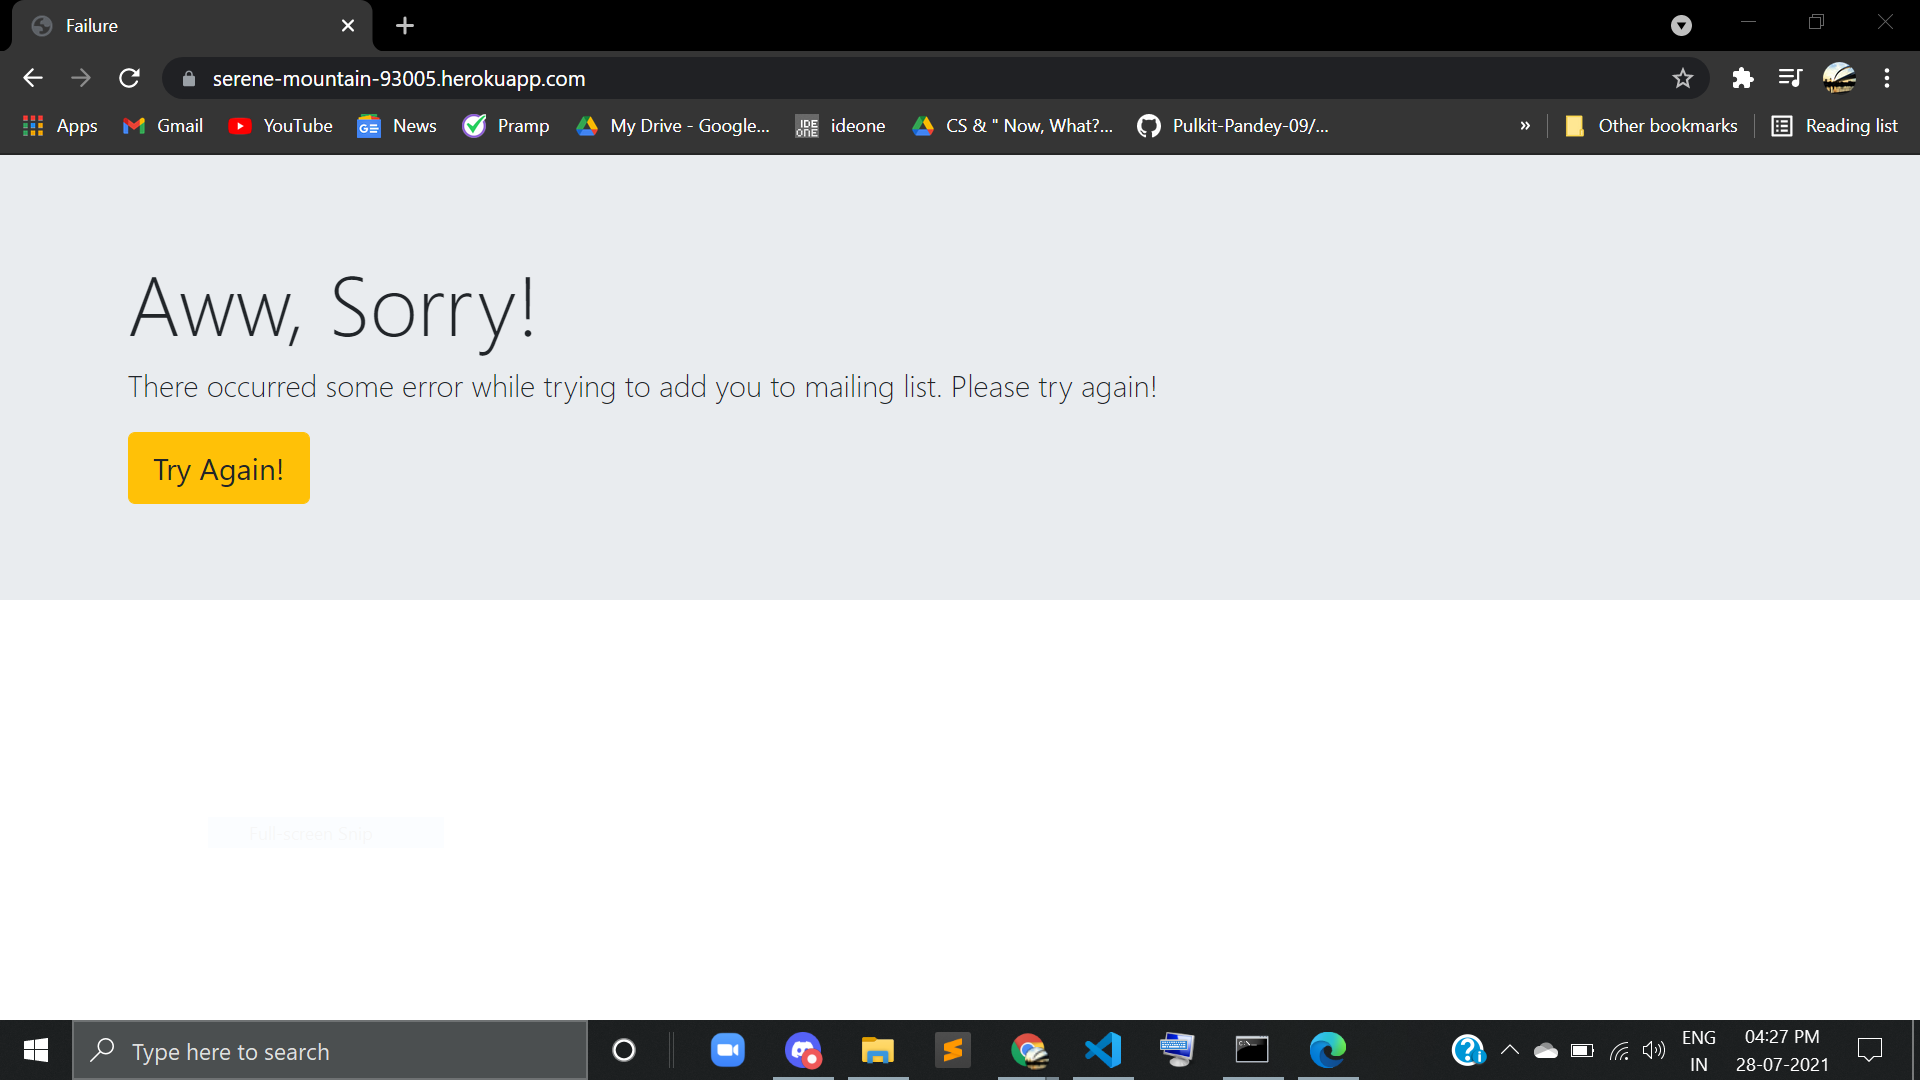 Failure
serene-mountain-93005.herokuapp.com
Apps Gmail YouTube GE News Pramp My Drive - Google... IDE ONE ideone CS & " Now, What?... Pulkit-Pandey-09/... » Other bookmarks Reading list
Aww, Sorry!
There occurred some error while trying to add you to mailing list. Please try again!
Try Again!
Full-screen Snip
Type here to search
ENG
IN
04:27 PM
28-07-2021